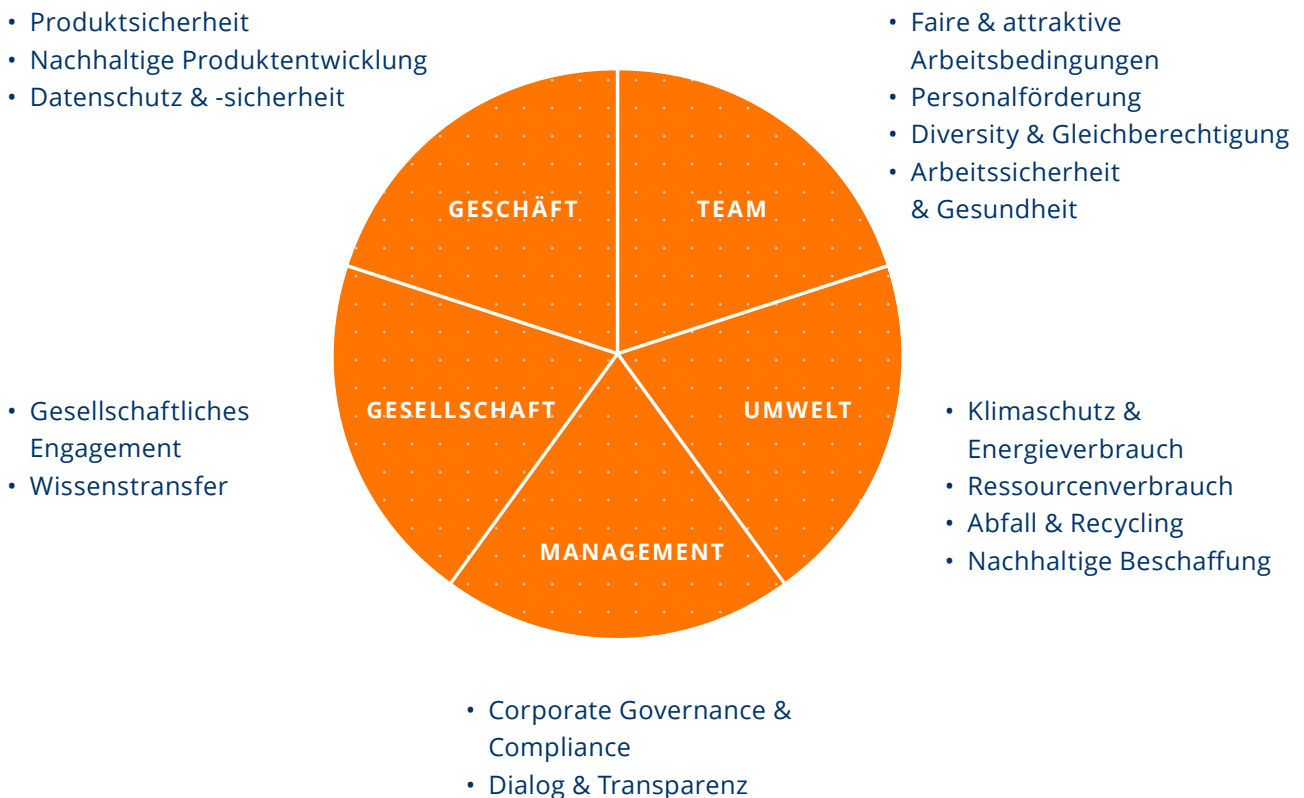 • Produktsicherheit
• Nachhaltige Produktentwicklung
• Datenschutz & -sicherheit
• Faire & attraktive
Arbeitsbedingungen
• Personalförderung
• Diversity & Gleichberechtigung
• Arbeitssicherheit
& Gesundheit
GESCHÄFT
TEAM
GESELLSCHAFT
UMWELT
• Gesellschaftliches
Engagement
• Wissenstransfer
• Klimaschutz &
Energieverbrauch
• Ressourcenverbrauch
• Abfall & Recycling
• Nachhaltige Beschaffung
MANAGEMENT
• Corporate Governance &
Compliance
• Dialog & Transparenz